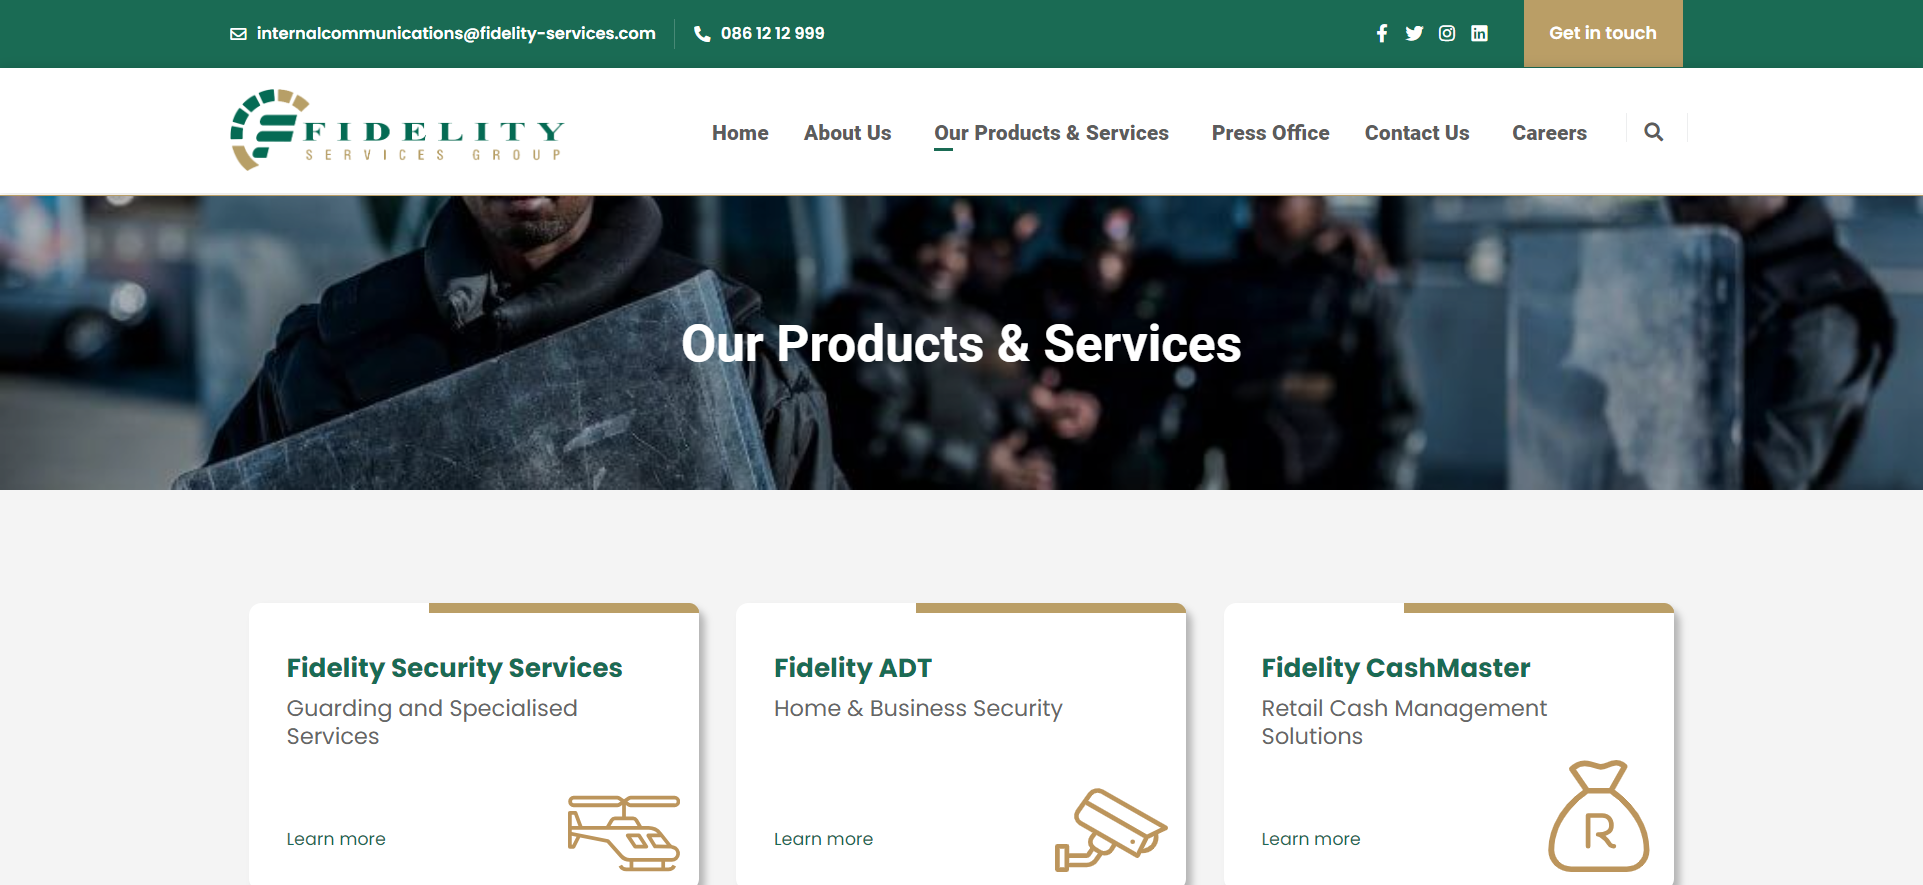 internalcommunications@fidelity-services.com
086 12 12 999
Get in touch
FIDELITY
SERVICES GROUP
Home
About Us
Our Products & Services
Press Office
Contact Us
Careers
Our Products & Services
Fidelity Security Services
Guarding and Specialised
Services
Learn more
Fidelity ADT
Home & Business Security
Learn more
Fidelity CashMaster
Retail Cash Management
Solutions
R
Learn more